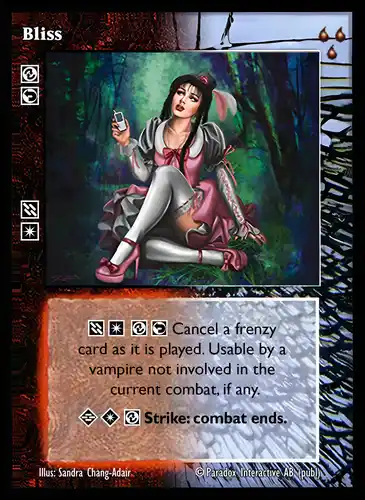 Bliss
Cancel a frenzy
card as it is played. Usable by a
vampire not involved in the
current combat, if any.
Strike: combat ends.
Illus: Sandra Chang-Adair
© Paradox Interactive AB (publ)